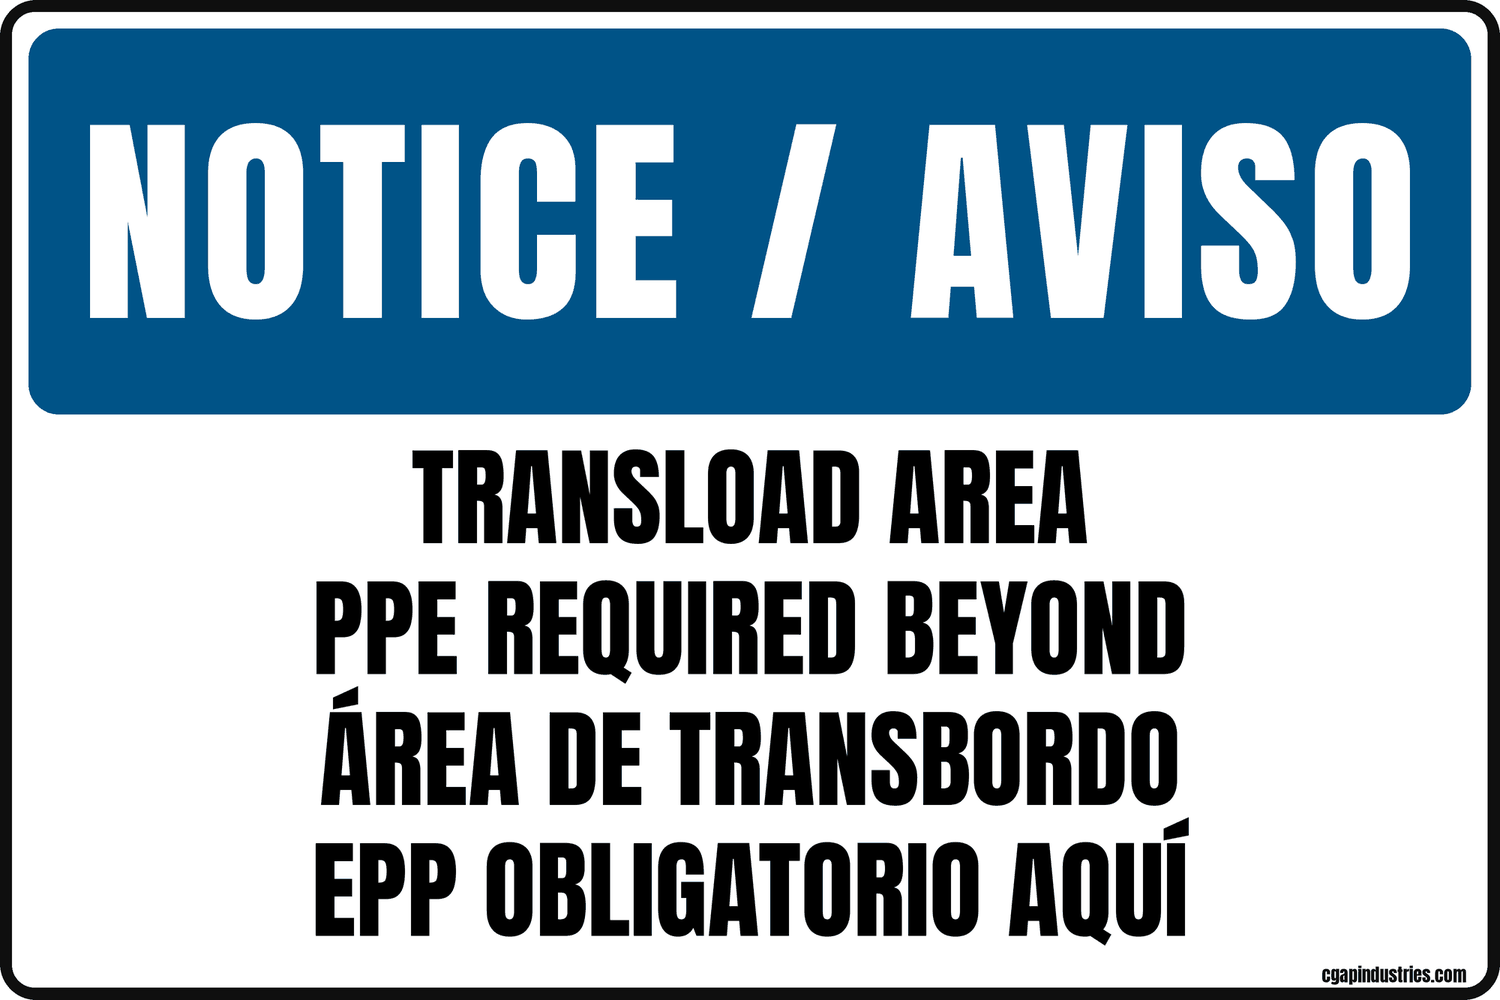 NOTICE / AVISO
TRANSLOAD AREA
PPE REQUIRED BEYOND
ÁREA DE TRANSBORDO
EPP OBLIGATORIO AQUÍ
cgapindustries.com